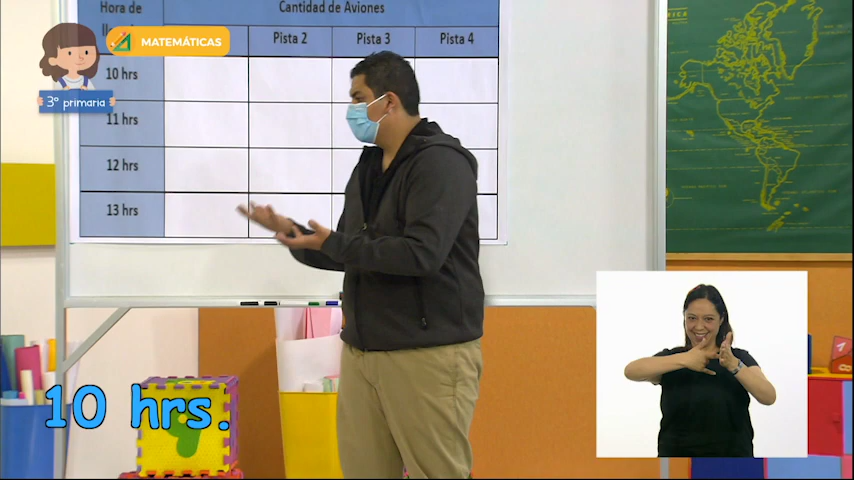 Hora de
Cantidad de Aviones
MATEMÁTICAS
Pista 2
Pista 3
Pista 4
10 hrs
3° primaria
11 hrs
12 hrs
13 hrs
10 hrs.